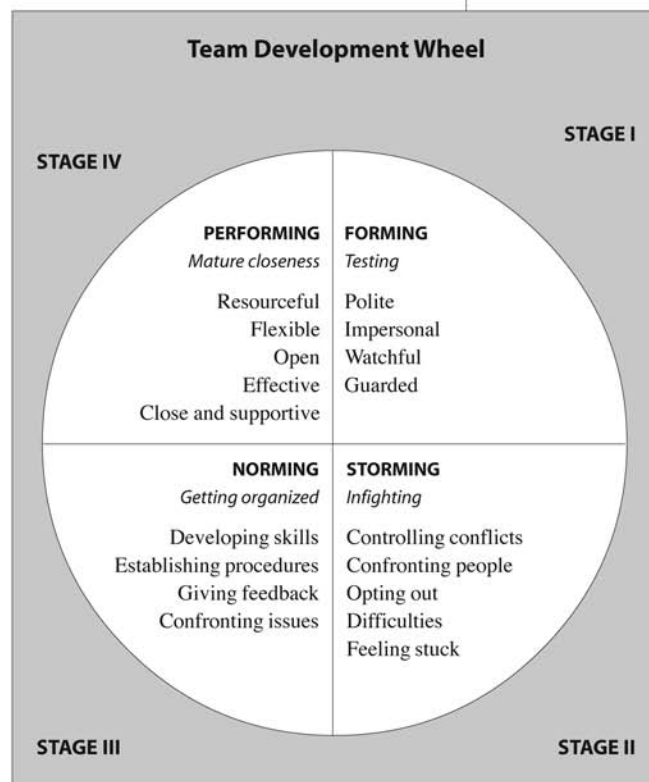 Team Development Wheel
STAGE I
STAGE IV
PERFORMING
Mature closeness
Resourceful
Flexible
Open
Effective
Close and supportive
FORMING
Testing
Polite
Impersonal
Watchful
Guarded
NORMING
Getting organized
Developing skills
Establishing procedures
Giving feedback
Confronting issues
STORMING
Infighting
Controlling conflicts
Confronting people
Opting out
Difficulties
Feeling stuck
STAGE III
STAGE II